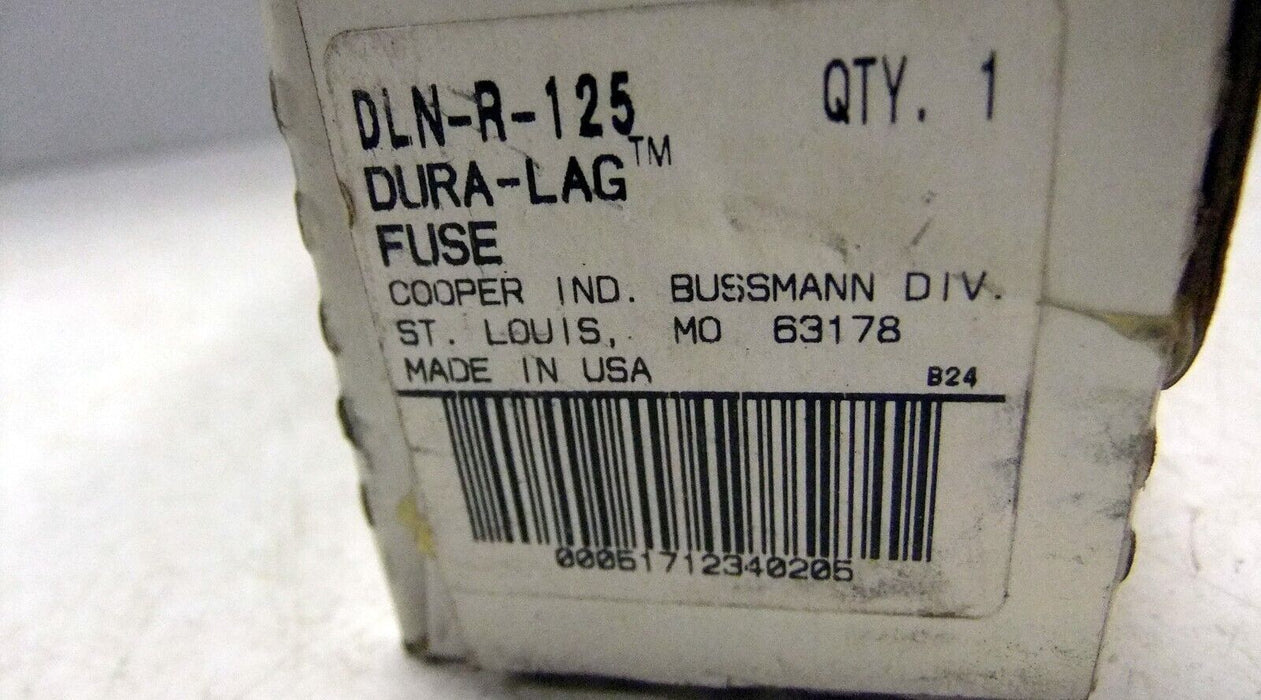 DLN-R-125 QTY. 1
DURA-LAG™
FUSE
COOPER IND. BUSSMANN DIV.
ST. LOUIS, MO 63178
MADE IN USA B24
00051712340205